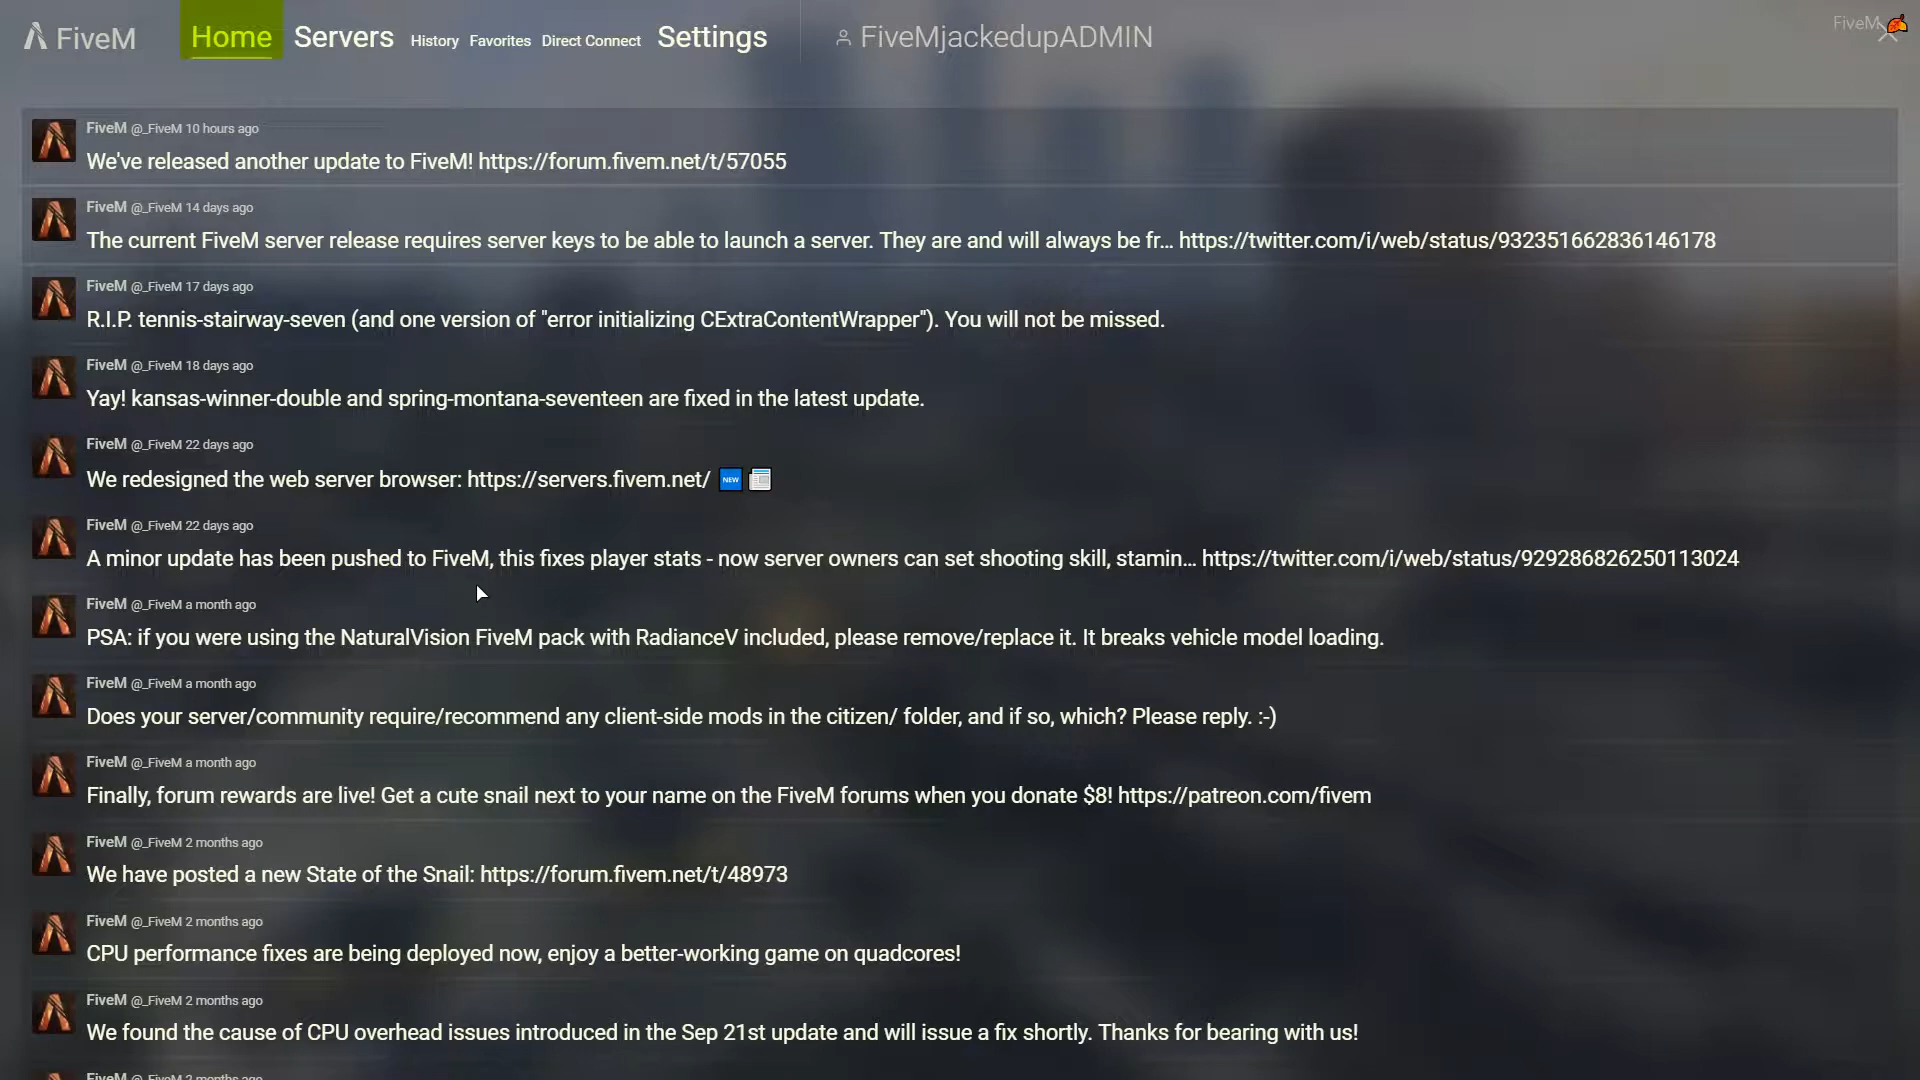 FiveM Home Servers History Favorites Direct Connect Settings FiveMjackedupADMIN FiveM
FiveM @_FiveM 10 hours ago
We've released another update to FiveM! https://forum.fivem.net/t/57055
FiveM @_FiveM 14 days ago
The current FiveM server release requires server keys to be able to launch a server. They are and will always be fr… https://twitter.com/i/web/status/932351662836146178
FiveM @_FiveM 17 days ago
R.I.P. tennis-stairway-seven (and one version of "error initializing CExtraContentWrapper"). You will not be missed.
FiveM @_FiveM 18 days ago
Yay! kansas-winner-double and spring-montana-seventeen are fixed in the latest update.
FiveM @_FiveM 22 days ago
We redesigned the web server browser: https://servers.fivem.net/ NEW
FiveM @_FiveM 22 days ago
A minor update has been pushed to FiveM, this fixes player stats - now server owners can set shooting skill, stamin… https://twitter.com/i/web/status/929286826250113024
FiveM @_FiveM a month ago
PSA: if you were using the NaturalVision FiveM pack with RadianceV included, please remove/replace it. It breaks vehicle model loading.
FiveM @_FiveM a month ago
Does your server/community require/recommend any client-side mods in the citizen/ folder, and if so, which? Please reply. :-)
FiveM @_FiveM a month ago
Finally, forum rewards are live! Get a cute snail next to your name on the FiveM forums when you donate $8! https://patreon.com/fivem
FiveM @_FiveM 2 months ago
We have posted a new State of the Snail: https://forum.fivem.net/t/48973
FiveM @_FiveM 2 months ago
CPU performance fixes are being deployed now, enjoy a better-working game on quadcores!
FiveM @_FiveM 2 months ago
We found the cause of CPU overhead issues introduced in the Sep 21st update and will issue a fix shortly. Thanks for bearing with us!
FiveM @_FiveM 2 months ago